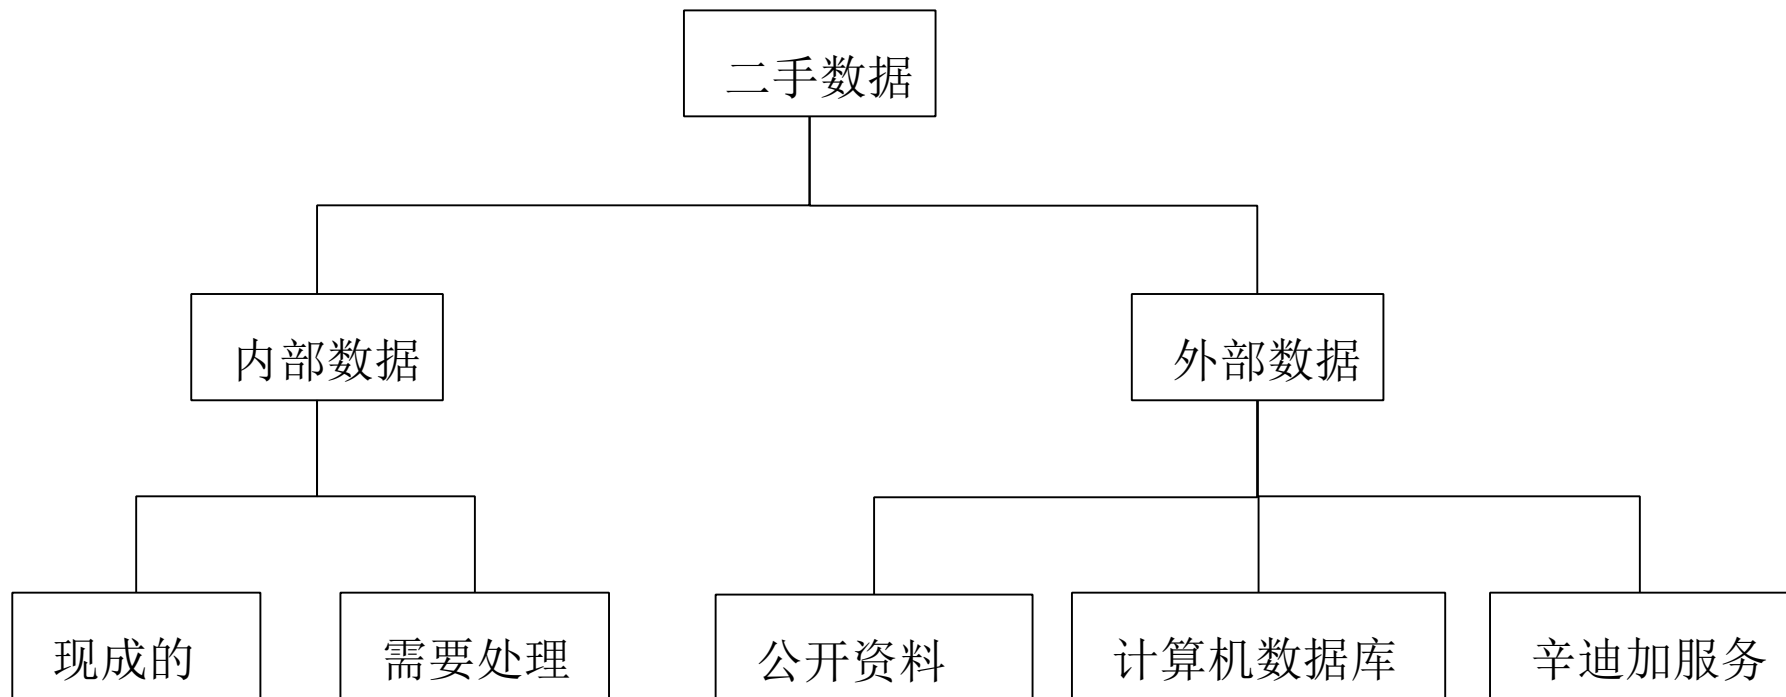 二手数据
内部数据
外部数据
现成的
需要处理
公开资料
计算机数据库
辛迪加服务